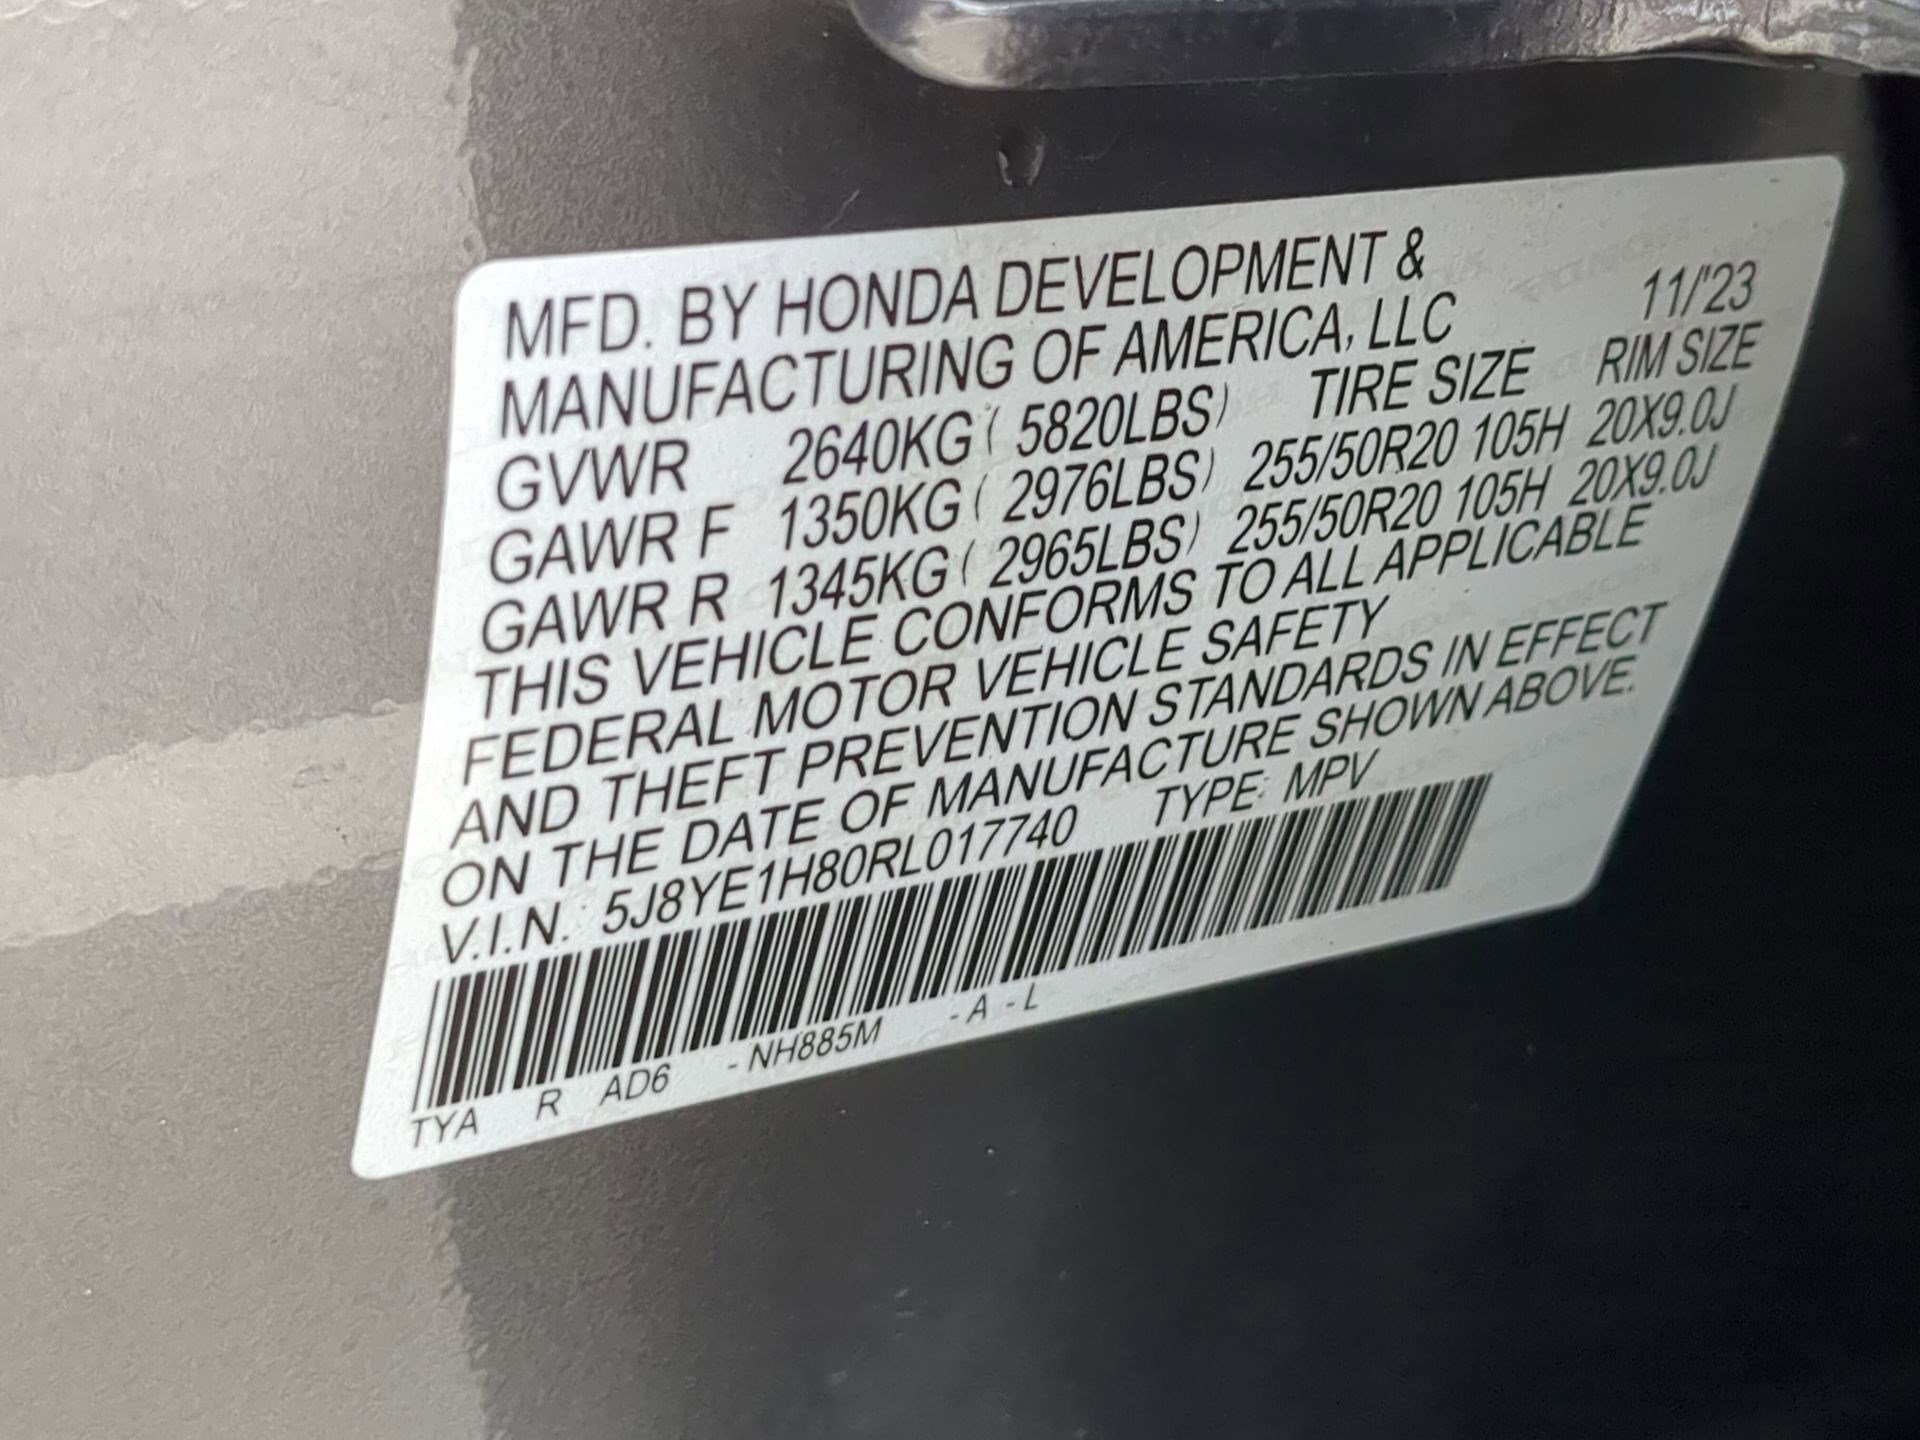 MFD. BY HONDA DEVELOPMENT &
MANUFACTURING OF AMERICA, LLC 11/'23
GVWR 2640KG ( 5820LBS) TIRE SIZE RIM SIZE
GAWR F 1350KG ( 2976LBS) 255/50R20 105H 20X9.0J
GAWR R 1345KG ( 2965LBS) 255/50R20 105H 20X9.0J
THIS VEHICLE CONFORMS TO ALL APPLICABLE
FEDERAL MOTOR VEHICLE SAFETY
AND THEFT PREVENTION STANDARDS IN EFFECT
ON THE DATE OF MANUFACTURE SHOWN ABOVE.
V.I.N. : 5J8YE1H80RL017740 TYPE: MPV
TYA R AD6 - NH885M - A - L